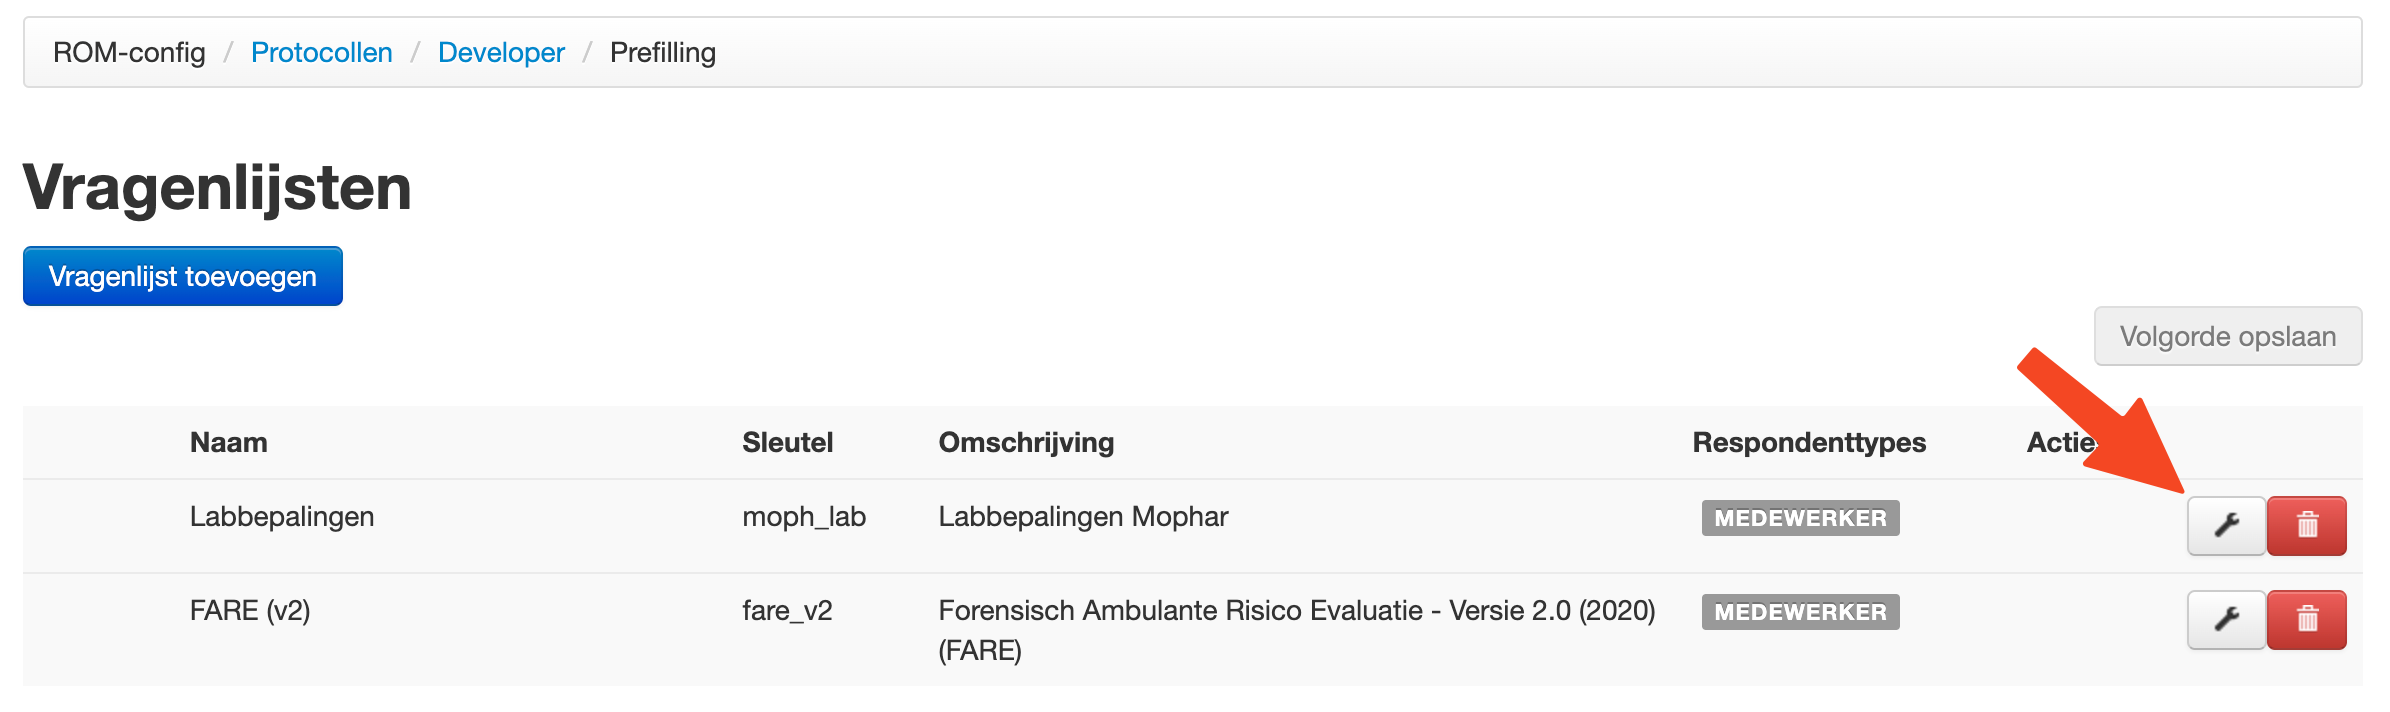 ROM-config / Protocollen / Developer / Prefilling
Vragenlijsten
Vragenlijst toevoegen
Volgorde opslaan
Naam Sleutel Omschrijving Respondenttypes Actie
Labbepalingen moph_lab Labbepalingen Mophar MEDEWERKER
FARE (v2) fare_v2 Forensisch Ambulante Risico Evaluatie - Versie 2.0 (2020) MEDEWERKER
(FARE)